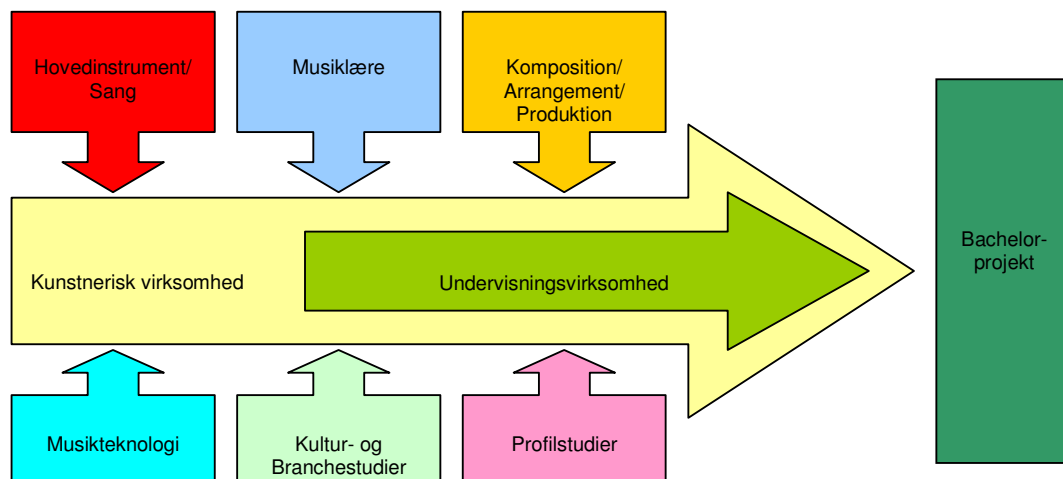 Hovedinstrument/
Sang
Musiklære
Komposition/
Arrangement/
Produktion
Kunstnerisk virksomhed
Undervisningsvirksomhed
Bachelor-
projekt
Musikteknologi
Kultur- og
Branchestudier
Profilstudier